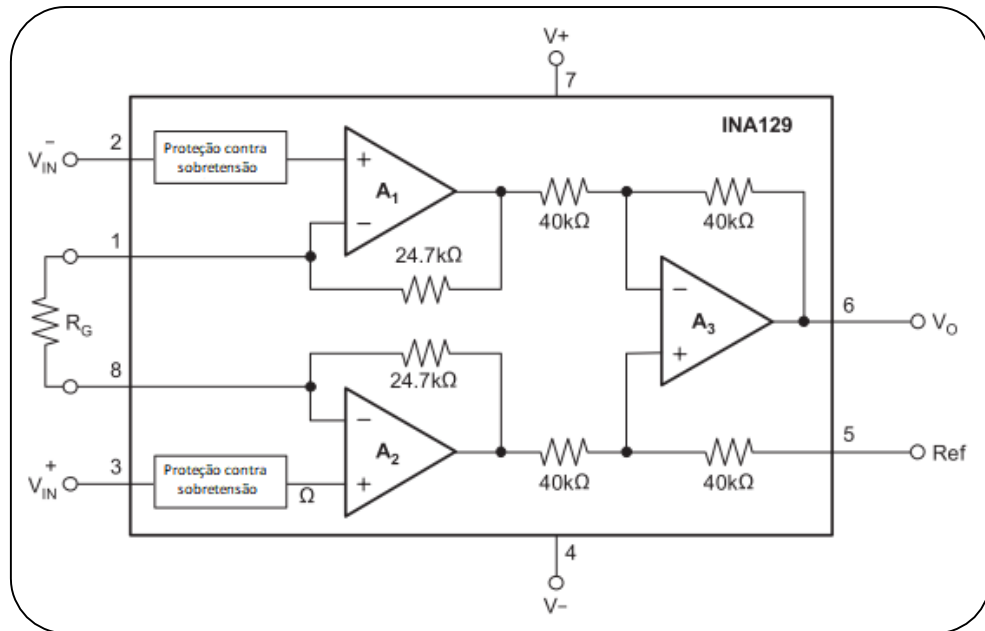 V+
7
INA129
2
V⁻IN
Proteção contra
sobretensão
+
A1
−
40kΩ
40kΩ
1
24.7kΩ
RG
−
A3
+
6
VO
8
24.7kΩ
−
A2
+
5
Ref
3
V⁺IN
Proteção contra
sobretensão
Ω
40kΩ
40kΩ
4
V−